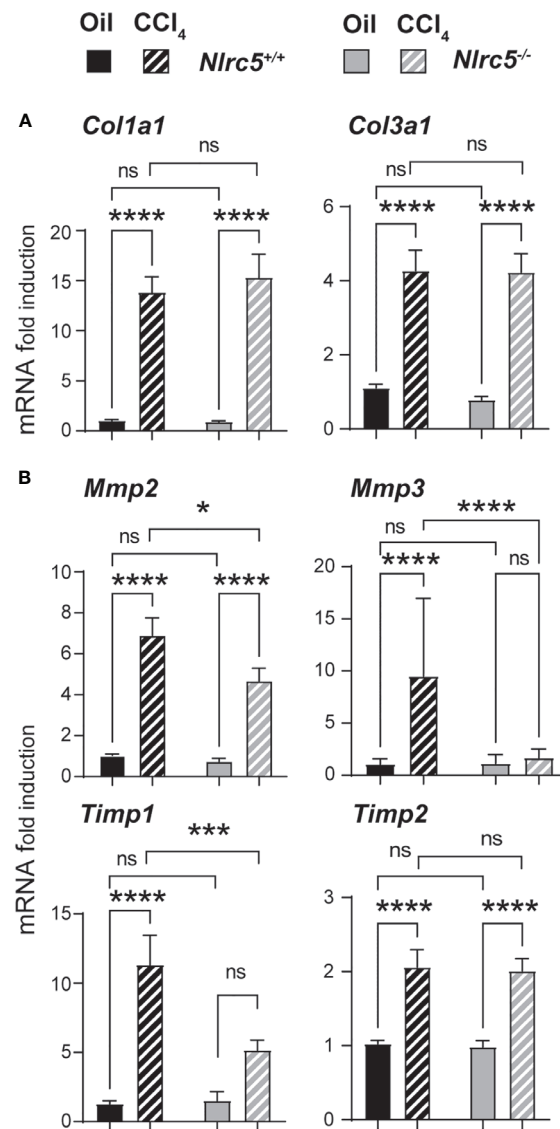 Oil CCl4 Oil CCl4
Nlrc5+/+ Nlrc5-/-
A
Col1a1 Col3a1
ns ns
ns ns
**** **** **** ****
mRNA fold induction
20 6
15 4
10 2
5 0
0
B
Mmp2 Mmp3
* ****
ns ns
**** **** **** ns
mRNA fold induction
10 20
8 15
6 10
4 5
2 0
0
Timp1 Timp2
*** ns
ns ns
**** ns **** ****
15 3
10 2
5 1
0 0